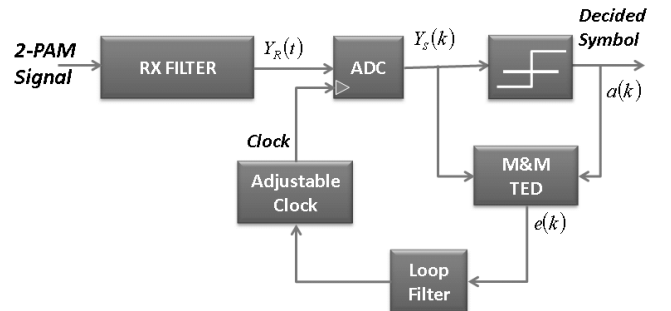 2-PAM
Signal
RX FILTER
Y_R(t)
ADC
Y_s(k)
Decided
Symbol
a(k)
Clock
Adjustable
Clock
M&M
TED
e(k)
Loop
Filter